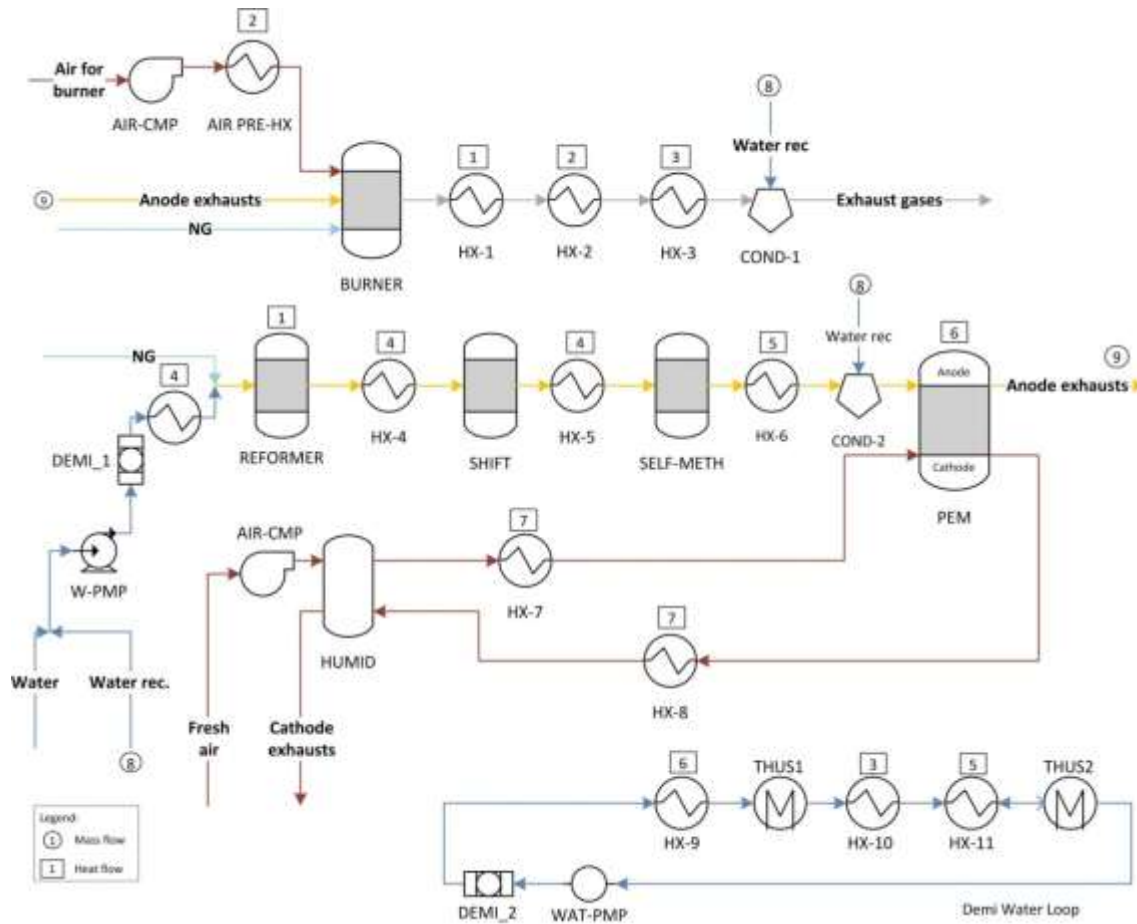 2
Air for
burner
AIR-CMP
AIR PRE-HX
8
1
2
3
Water rec
9
Anode exhausts
NG
Exhaust gases
HX-1
HX-2
HX-3
COND-1
BURNER
8
1
4
4
5
Water rec
6
9
NG
4
Anode
Anode exhausts
HX-4
HX-5
HX-6
COND-2
DEMI_1
REFORMER
SHIFT
SELF-METH
Cathode
PEM
AIR-CMP
7
W-PMP
HX-7
7
HUMID
Water
Water rec.
HX-8
Fresh
air
Cathode
exhausts
8
6
THUS1
3
5
THUS2
Legend:
1 Mass flow
1 Heat flow
HX-9
HX-10
HX-11
DEMI_2
WAT-PMP
Demi Water Loop